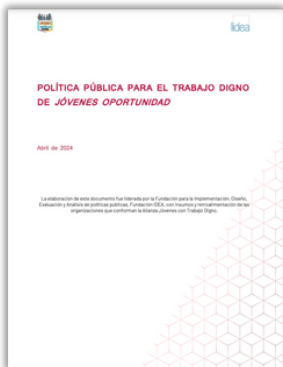 fidea
POLÍTICA PÚBLICA PARA EL TRABAJO DIGNO
DE JÓVENES OPORTUNIDAD
Abril de 2024
La elaboración de este documento fue liderada por la Fundación para la Implementación, Diseño,
Evaluación y Análisis de políticas públicas, Fundación IDEA, con insumos y retroalimentación de las
organizaciones que conforman la Alianza Jóvenes con Trabajo Digno.